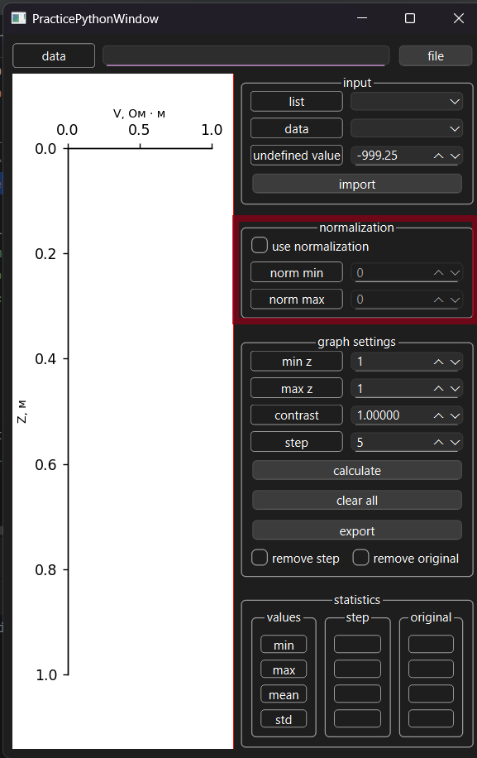 PracticePythonWindow
data
file
V, Ом · м
0.0 0.5 1.0
0.0
0.2
0.4
0.6
0.8
1.0
Z, м
input
list
data
undefined value -999.25
import
normalization
use normalization
norm min 0
norm max 0
graph settings
min z 1
max z 1
contrast 1.00000
step 5
calculate
clear all
export
remove step remove original
statistics
values step original
min
max
mean
std